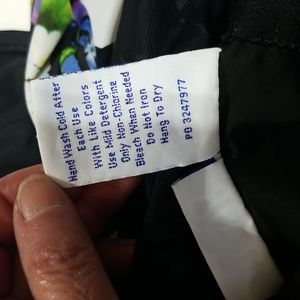 Hand Wash Cold After
Each Use
With Like Colors
Use Mild Detergent
Only Non-Chlorine
Bleach When Needed
Do Not Iron
Hang To Dry
PO 3247977